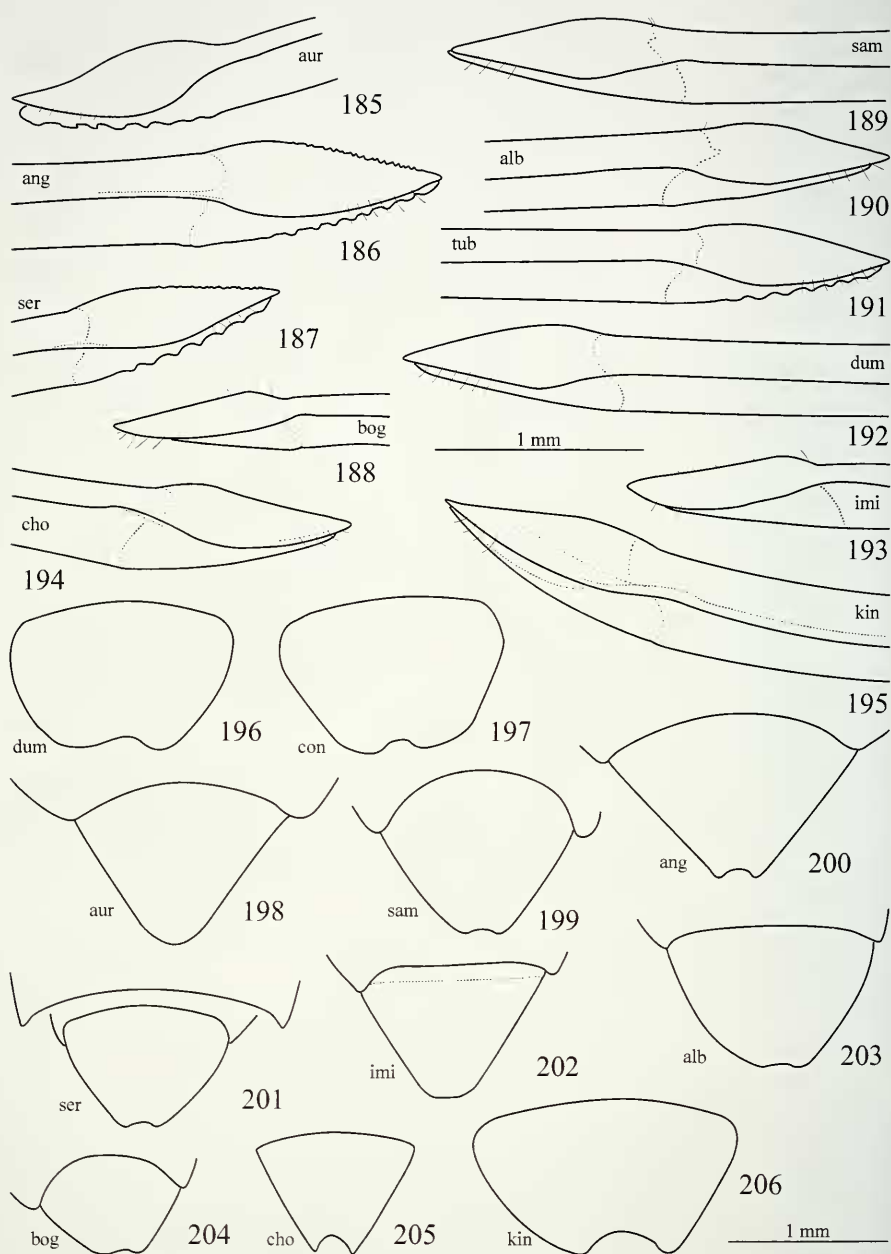 aur
185
sam
189
ang
186
alb
190
ser
187
tub
191
bog
188
dum
192
1 mm
cho
194
imi
193
kin
195
dum
196
con
197
aur
198
sam
199
ang
200
ser
201
imi
202
alb
203
bog
204
cho
205
kin
206
1 mm